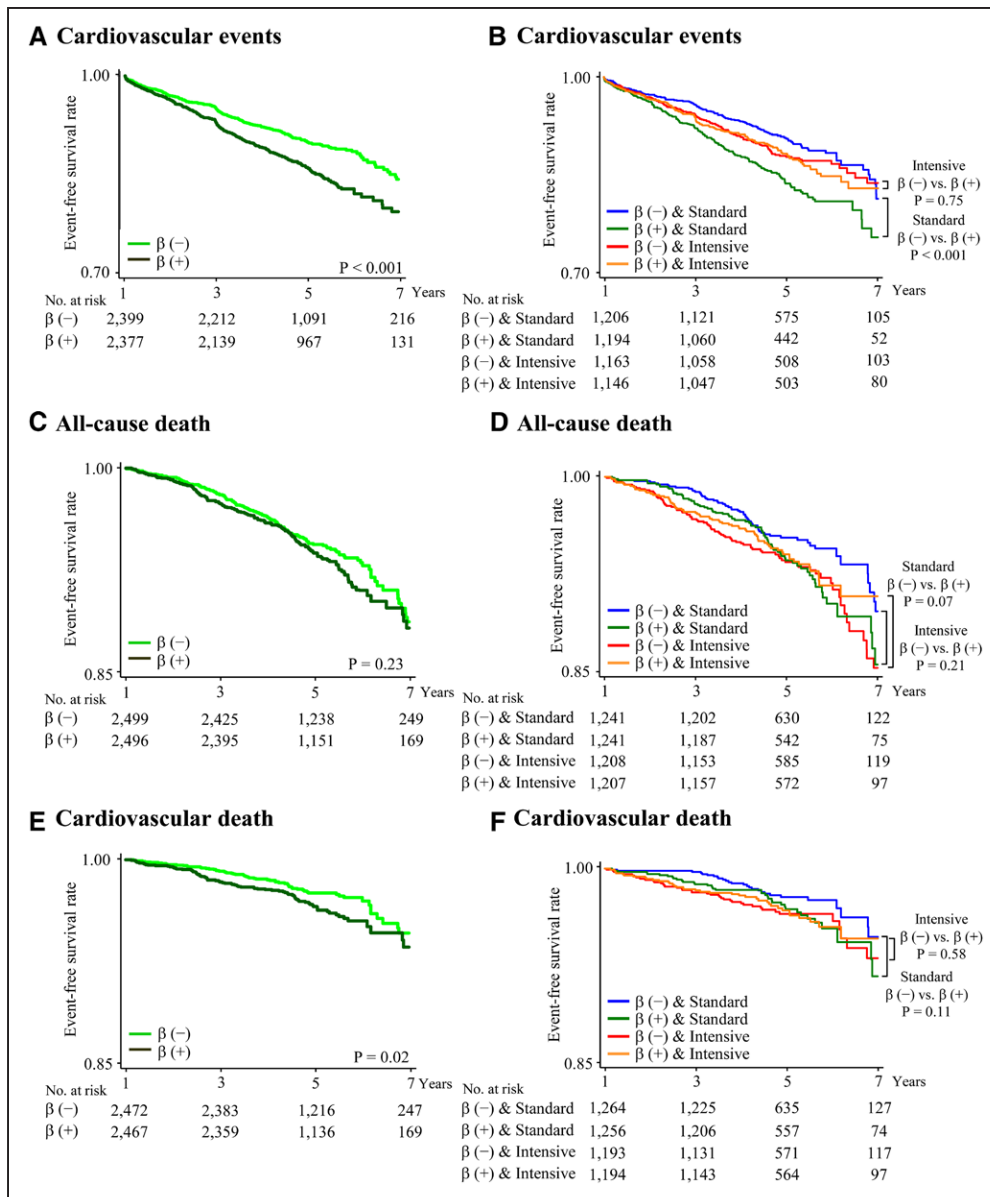 A Cardiovascular events
Event-free survival rate
1.00
0.70
β (−)
β (+)
P < 0.001
1 3 5 7 Years
No. at risk
β (−) 2,399 2,212 1,091 216
β (+) 2,377 2,139 967 131
B Cardiovascular events
Event-free survival rate
1.00
0.70
β (−) & Standard
β (+) & Standard
β (−) & Intensive
β (+) & Intensive
Intensive
β (−) vs. β (+)
P = 0.75
Standard
β (−) vs. β (+)
P < 0.001
1 3 5 7 Years
No. at risk
β (−) & Standard 1,206 1,121 575 105
β (+) & Standard 1,194 1,060 442 52
β (−) & Intensive 1,163 1,058 508 103
β (+) & Intensive 1,146 1,047 503 80
C All-cause death
Event-free survival rate
1.00
0.85
β (−)
β (+)
P = 0.23
1 3 5 7 Years
No. at risk
β (−) 2,499 2,425 1,238 249
β (+) 2,496 2,395 1,151 169
D All-cause death
Event-free survival rate
1.00
0.85
β (−) & Standard
β (+) & Standard
β (−) & Intensive
β (+) & Intensive
Standard
β (−) vs. β (+)
P = 0.07
Intensive
β (−) vs. β (+)
P = 0.21
1 3 5 7 Years
No. at risk
β (−) & Standard 1,241 1,202 630 122
β (+) & Standard 1,241 1,187 542 75
β (−) & Intensive 1,208 1,153 585 119
β (+) & Intensive 1,207 1,157 572 97
E Cardiovascular death
Event-free survival rate
1.00
0.85
β (−)
β (+)
P = 0.02
1 3 5 7 Years
No. at risk
β (−) 2,472 2,383 1,216 247
β (+) 2,467 2,359 1,136 169
F Cardiovascular death
Event-free survival rate
1.00
0.85
β (−) & Standard
β (+) & Standard
β (−) & Intensive
β (+) & Intensive
Intensive
β (−) vs. β (+)
P = 0.58
Standard
β (−) vs. β (+)
P = 0.11
1 3 5 7 Years
No. at risk
β (−) & Standard 1,264 1,225 635 127
β (+) & Standard 1,256 1,206 557 74
β (−) & Intensive 1,193 1,131 571 117
β (+) & Intensive 1,194 1,143 564 97